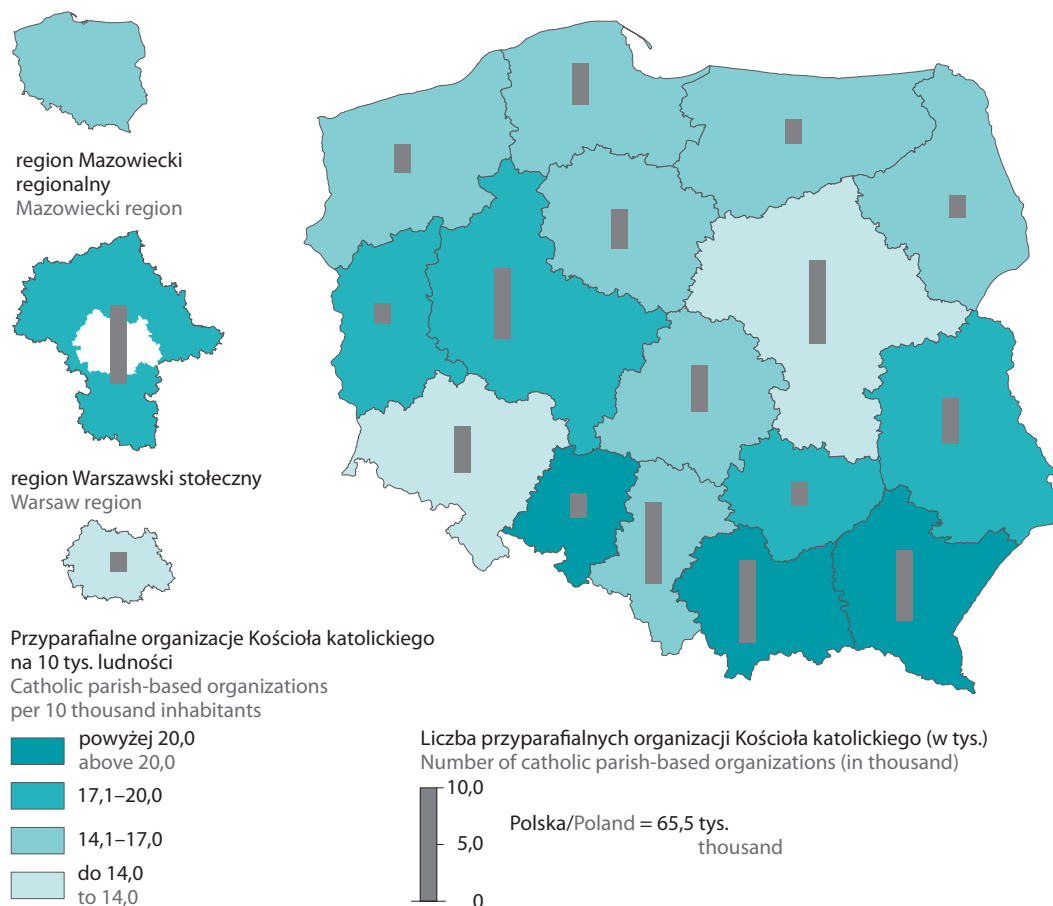 region Mazowiecki
regionalny
Mazowiecki region
region Warszawski stołeczny
Warsaw region
Przyparafialne organizacje Kościoła katolickiego
na 10 tys. ludności
Catholic parish-based organizations
per 10 thousand inhabitants
powyżej 20,0
above 20,0
17,1–20,0
14,1–17,0
do 14,0
to 14,0
Liczba przyparafialnych organizacji Kościoła katolickiego (w tys.)
Number of catholic parish-based organizations (in thousand)
10,0
5,0
0
Polska/Poland = 65,5 tys.
thousand